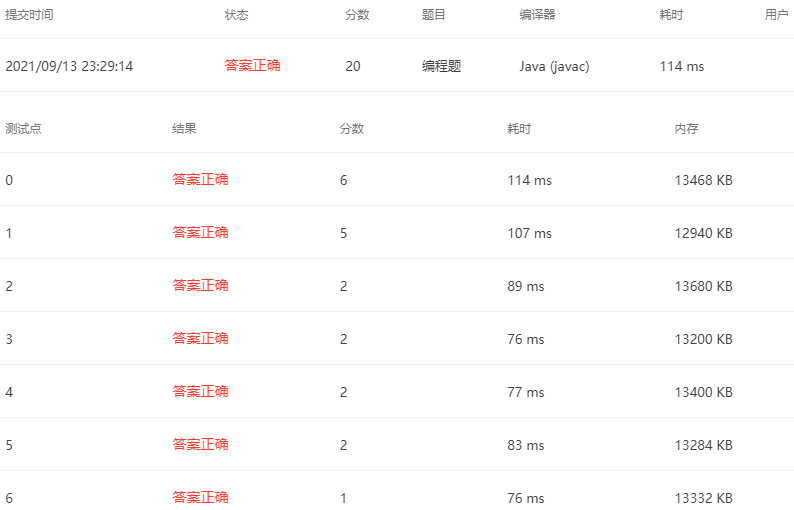 提交时间 状态 分数 题目 编译器 耗时 用户
2021/09/13 23:29:14 答案正确 20 编程题 Java (javac) 114 ms
测试点 结果 分数 耗时 内存
0 答案正确 6 114 ms 13468 KB
1 答案正确 5 107 ms 12940 KB
2 答案正确 2 89 ms 13680 KB
3 答案正确 2 76 ms 13200 KB
4 答案正确 2 77 ms 13400 KB
5 答案正确 2 83 ms 13284 KB
6 答案正确 1 76 ms 13332 KB